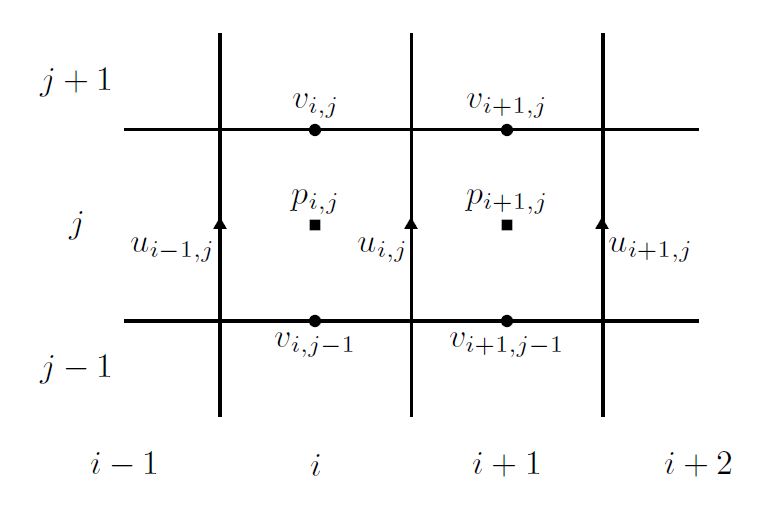 j + 1
v_{i,j} v_{i+1,j}
p_{i,j} p_{i+1,j}
j
u_{i−1,j} u_{i,j} u_{i+1,j}
v_{i,j−1} v_{i+1,j−1}
j − 1
i − 1 i i + 1 i + 2